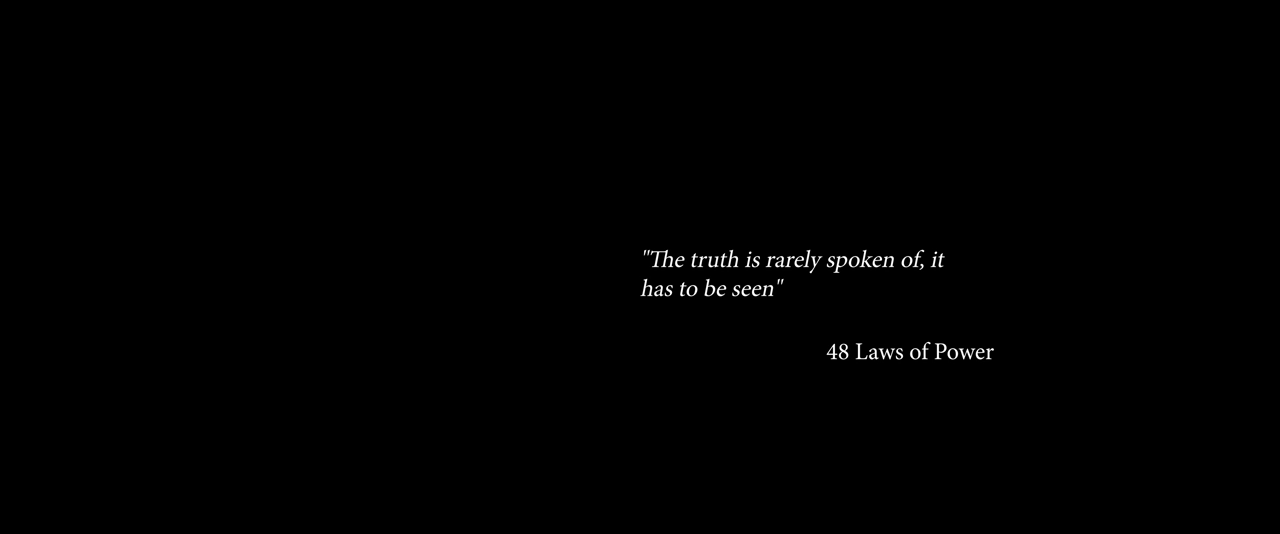 "The truth is rarely spoken of, it
has to be seen"
48 Laws of Power